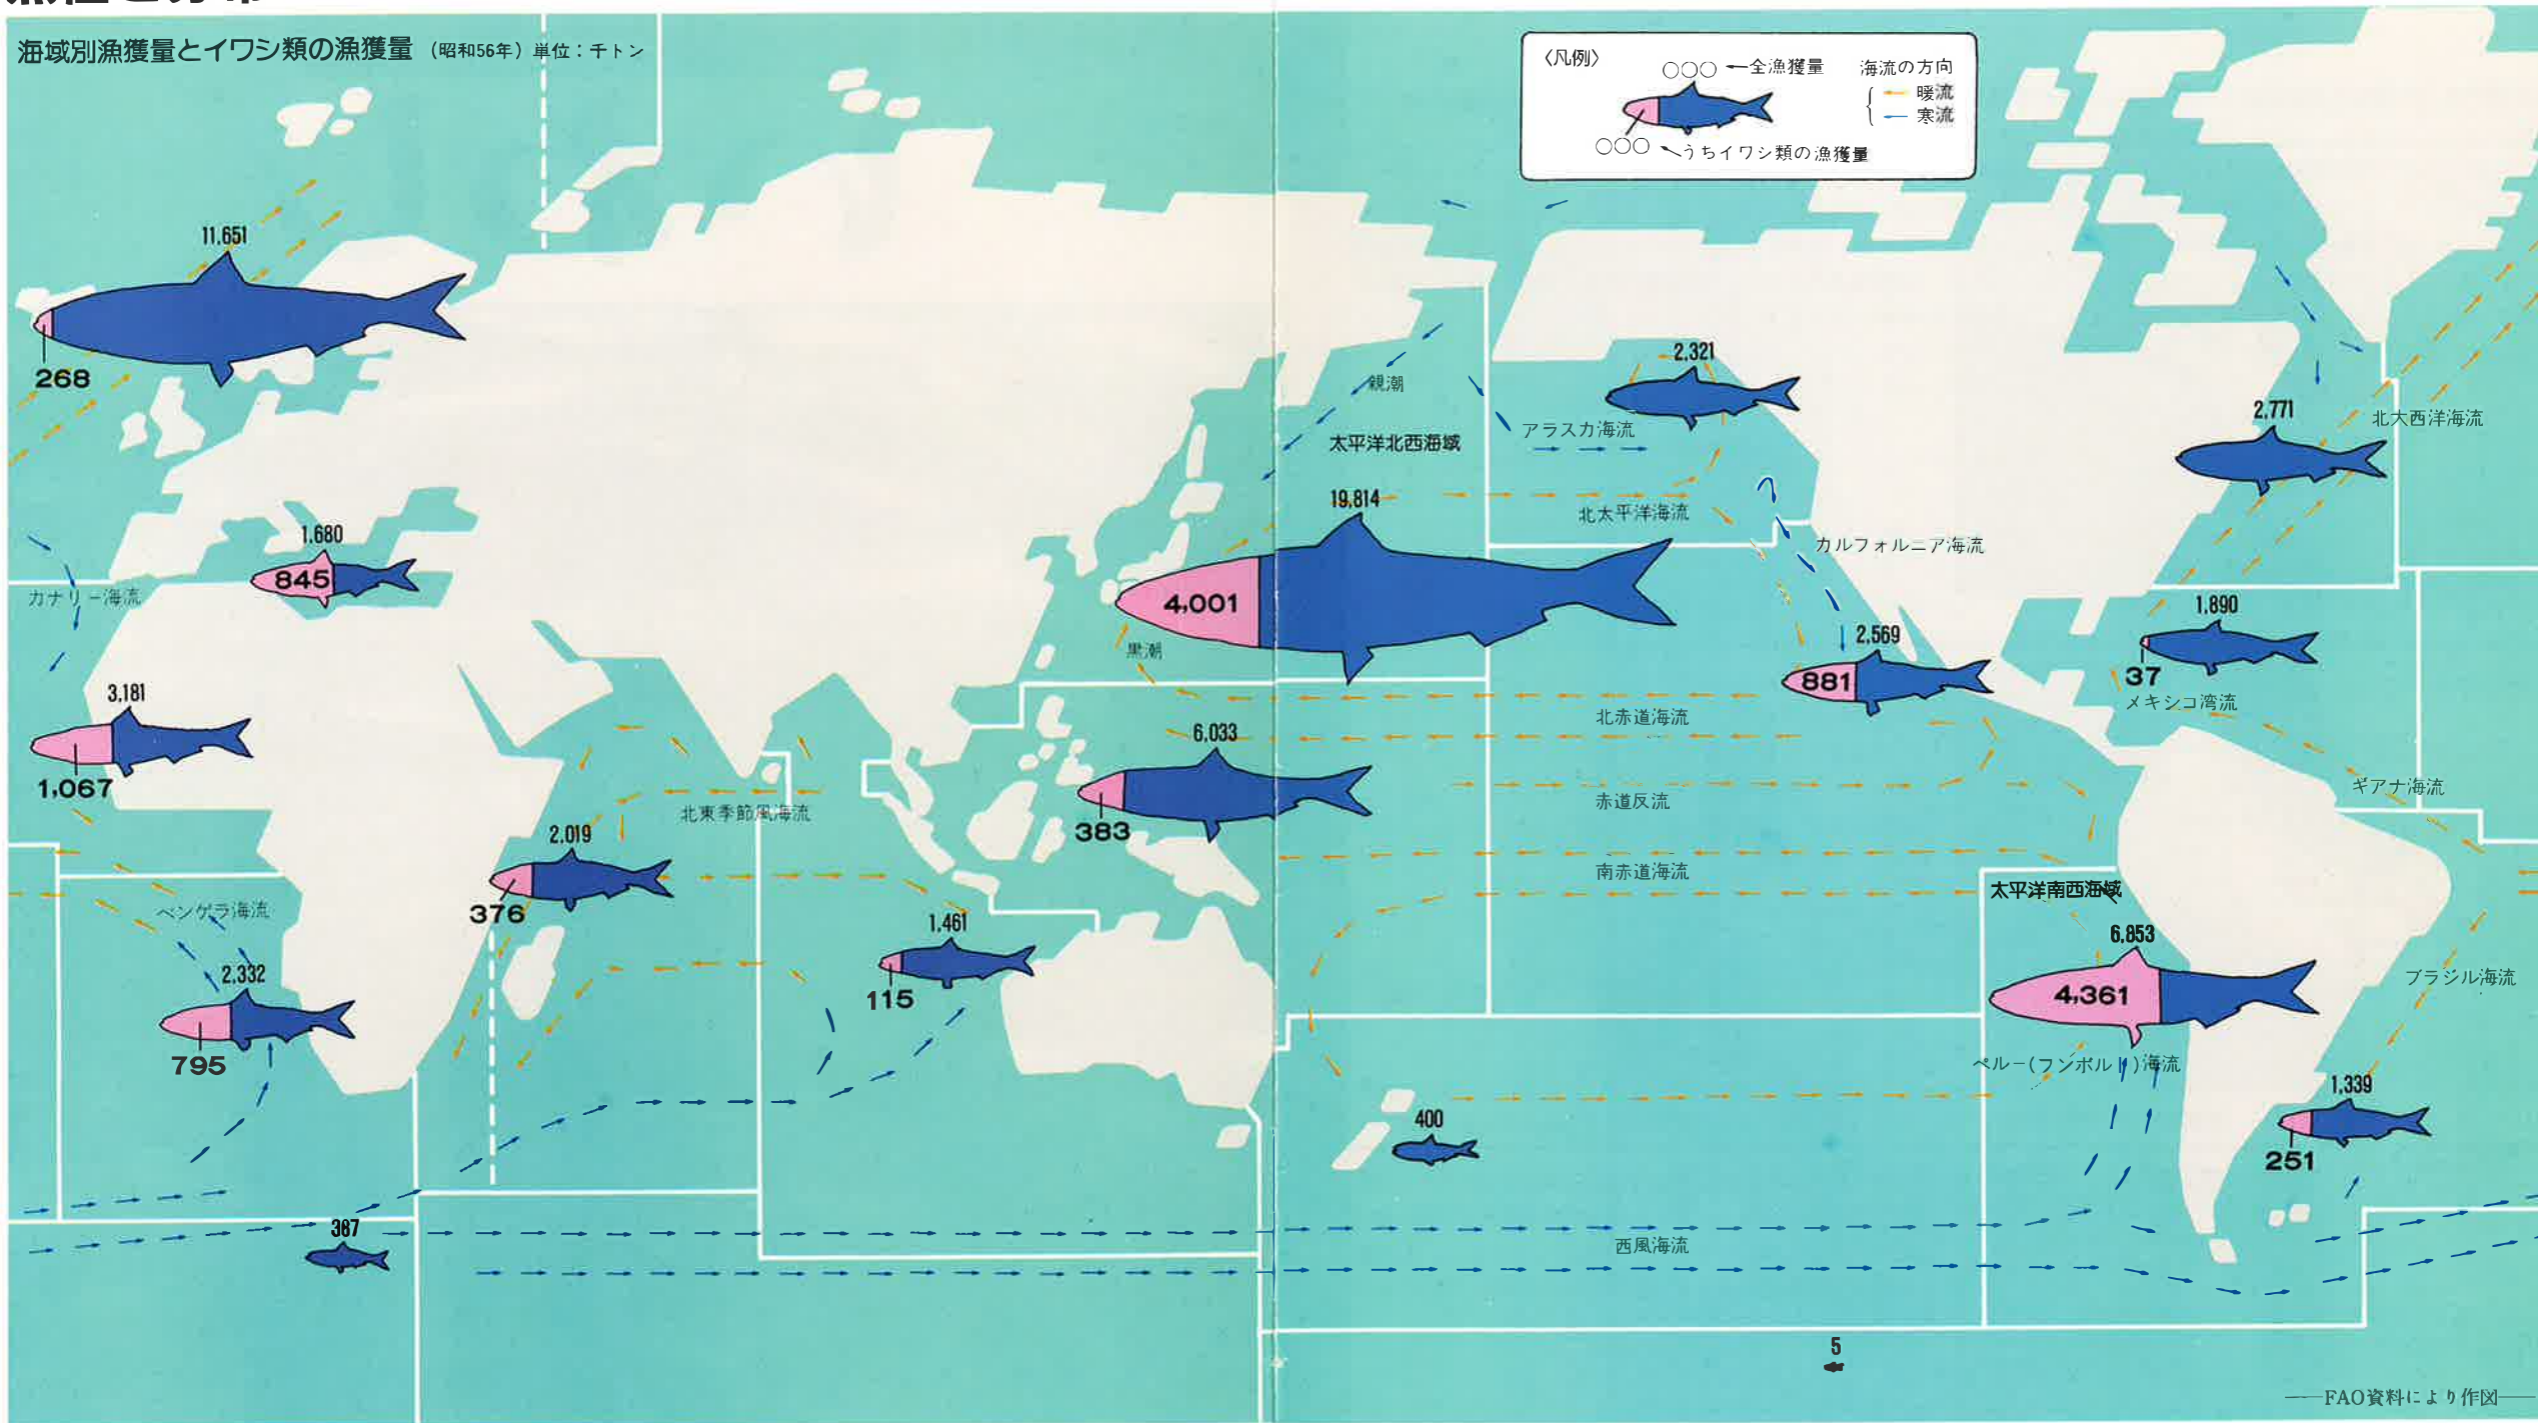 海域別漁獲量とイワシ類の漁獲量 (昭和56年) 単位：千トン
〈凡例〉
○○○ 全漁獲量
○○○ うちイワシ類の漁獲量
海流の方向
暖流
寒流
11,651
268
1,680
845
カナリー海流
3,181
1,067
ベンゲラ海流
2,332
795
387
北東季節風海流
2,019
376
1,461
115
親潮
太平洋北西海域
19,814
4,001
黒潮
6,033
383
アラスカ海流
2,321
北太平洋海流
カルフォルニア海流
2,569
881
北赤道海流
赤道反流
南赤道海流
400
西風海流
5
2,771
北大西洋海流
1,890
37
メキシコ湾流
ギアナ海流
太平洋南西海域
6,853
4,361
ペルー(フンボルト)海流
ブラジル海流
1,339
251
FAO資料により作図